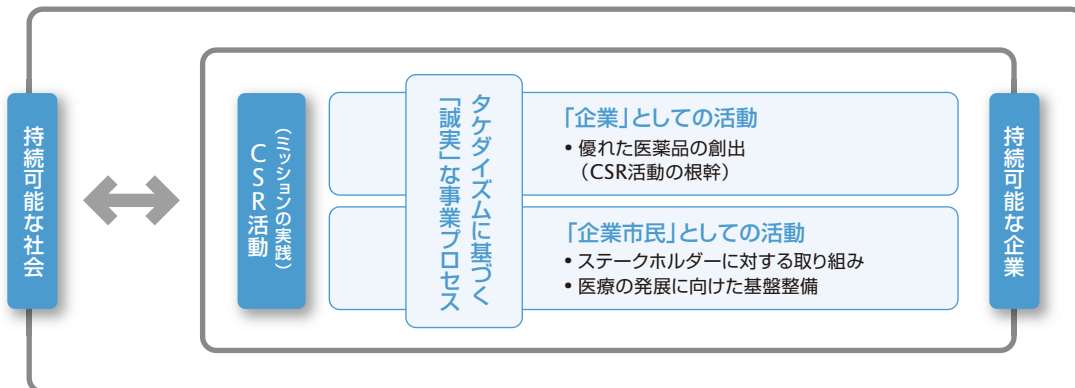 持続可能な社会
CSR活動
(ミッションの実践)
タケダイズムに基づく
「誠実」な事業プロセス
「企業」としての活動
• 優れた医薬品の創出
(CSR活動の根幹)
「企業市民」としての活動
• ステークホルダーに対する取り組み
• 医療の発展に向けた基盤整備
持続可能な企業